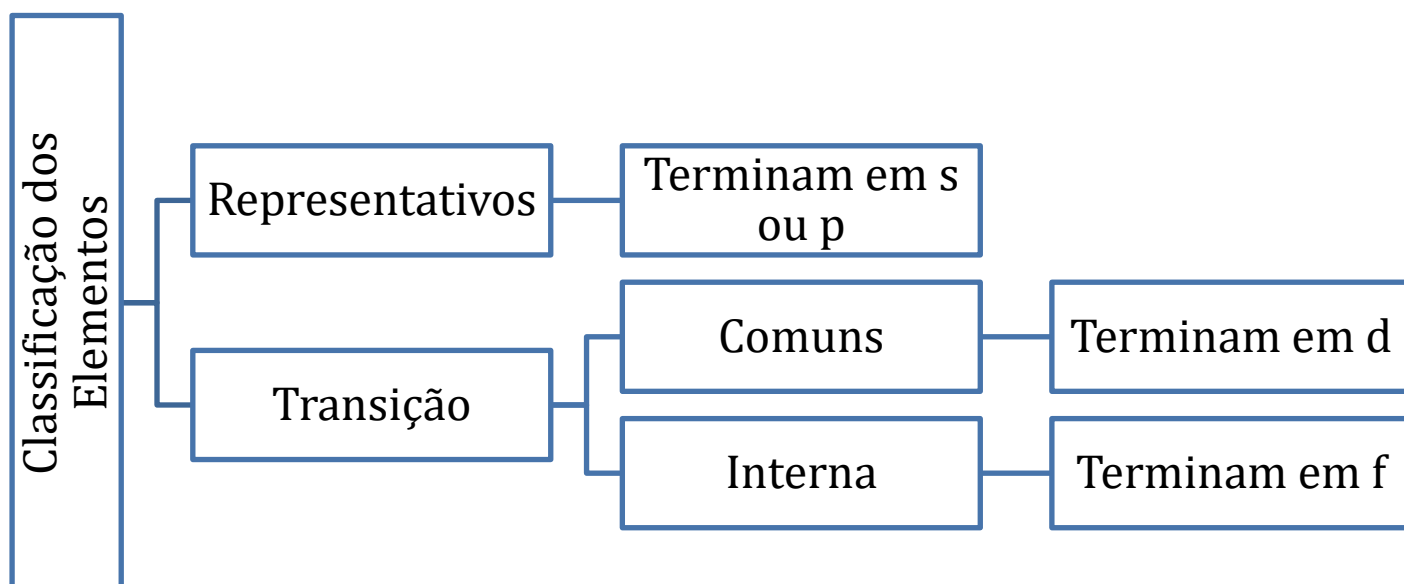 Classificação dos
Elementos
Representativos
Terminam em s
ou p
Transição
Comuns
Terminam em d
Interna
Terminam em f